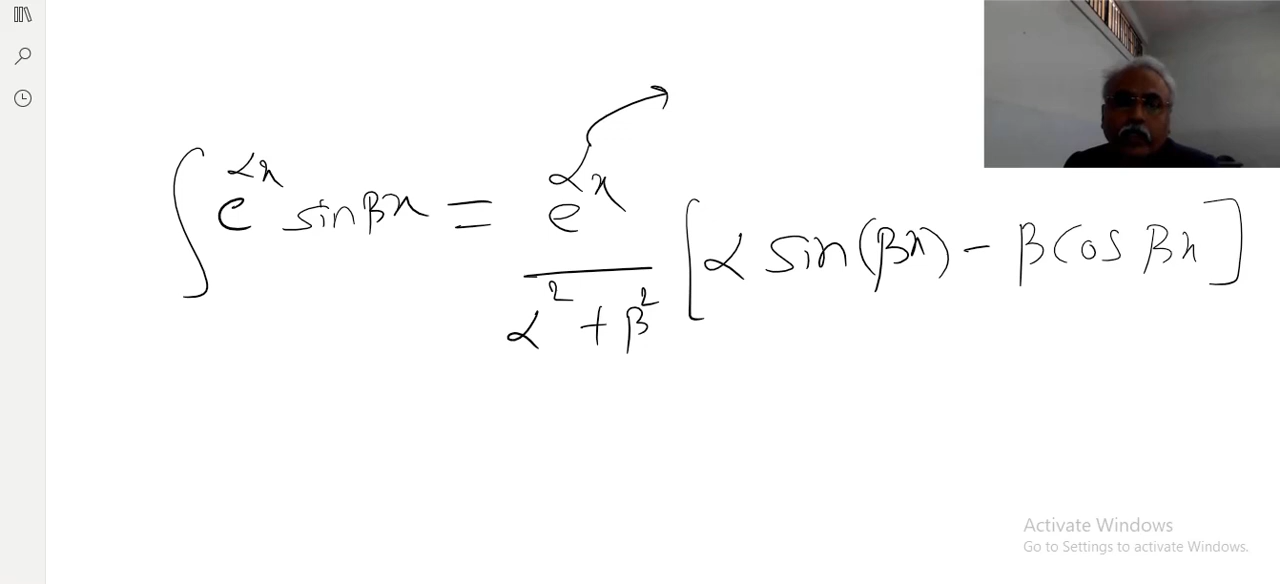 ∫ e^{αx} sinβx = e^{αx} / (α² + β²) [α sin(βx) - β cos βx]
Activate Windows
Go to Settings to activate Windows.